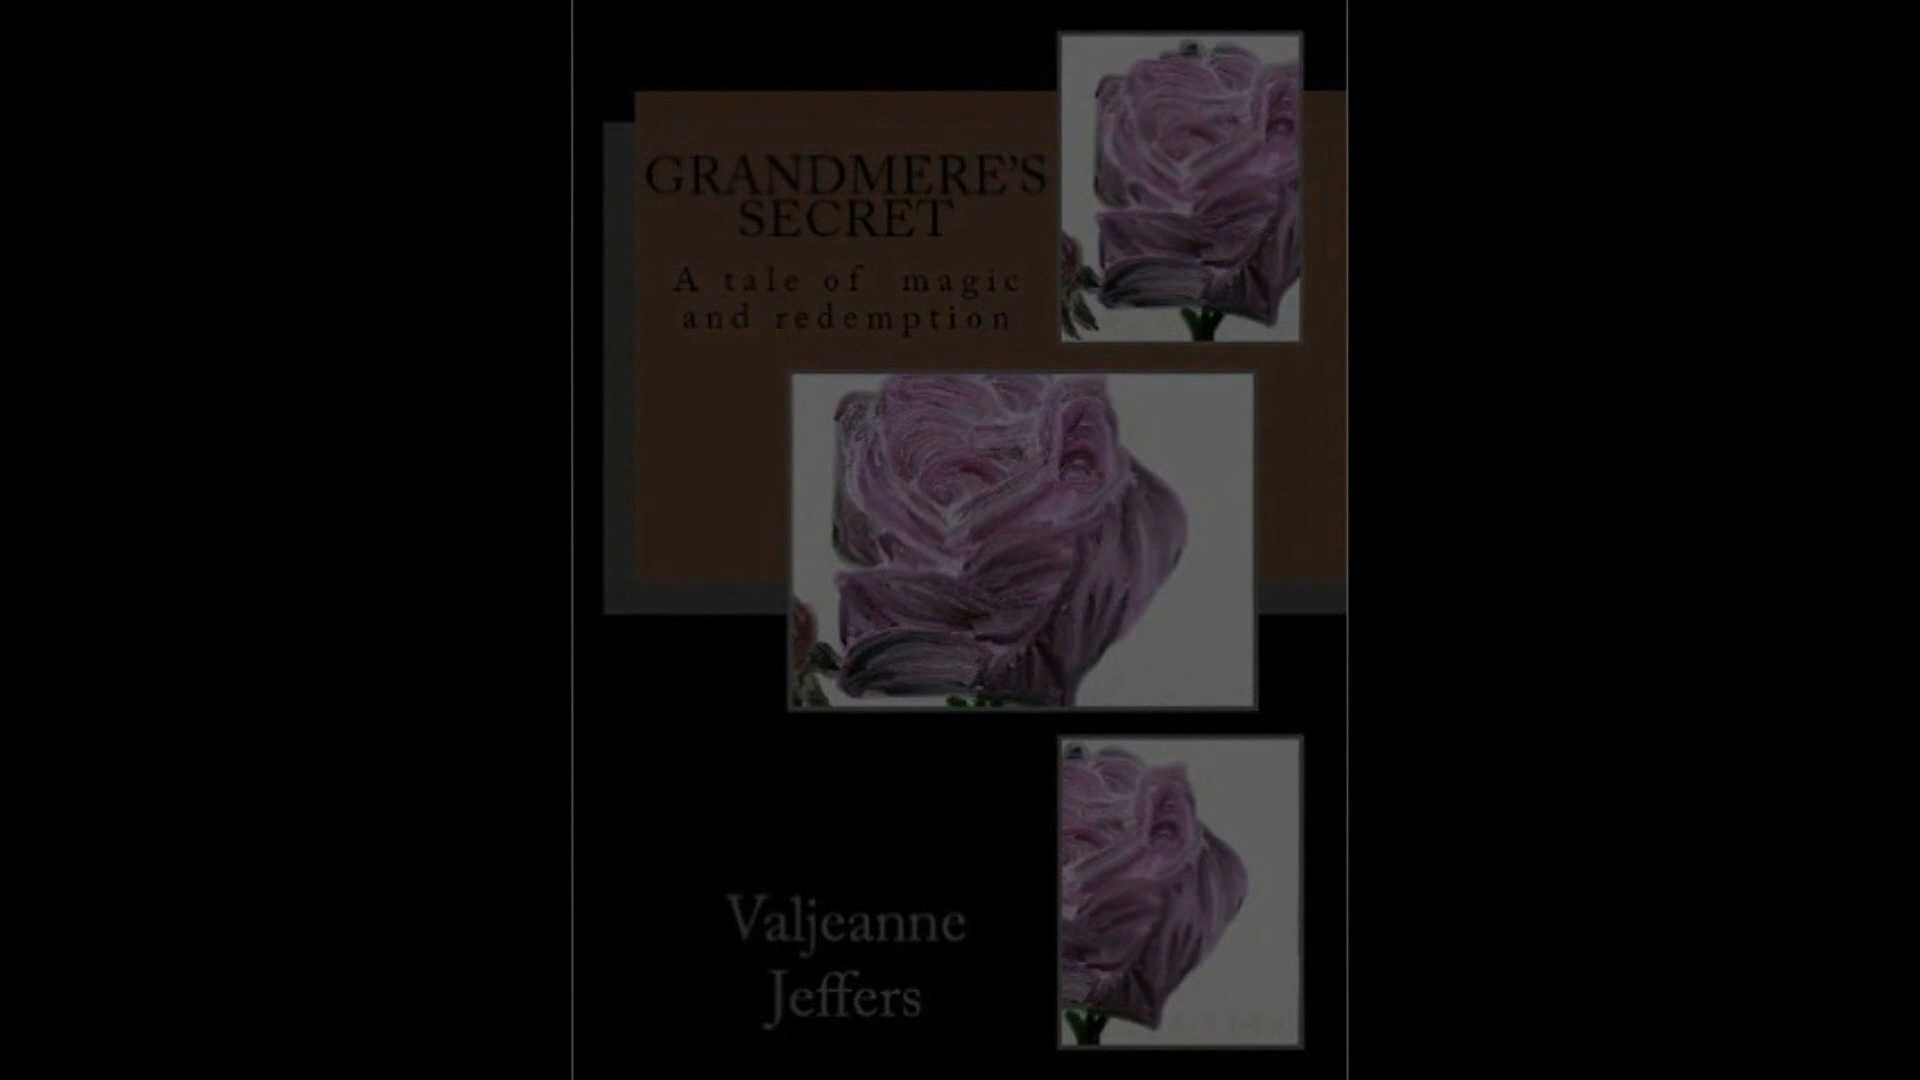 GRANDMERE'S
SECRET
A tale of magic
and redemption
Valjeanne
Jeffers